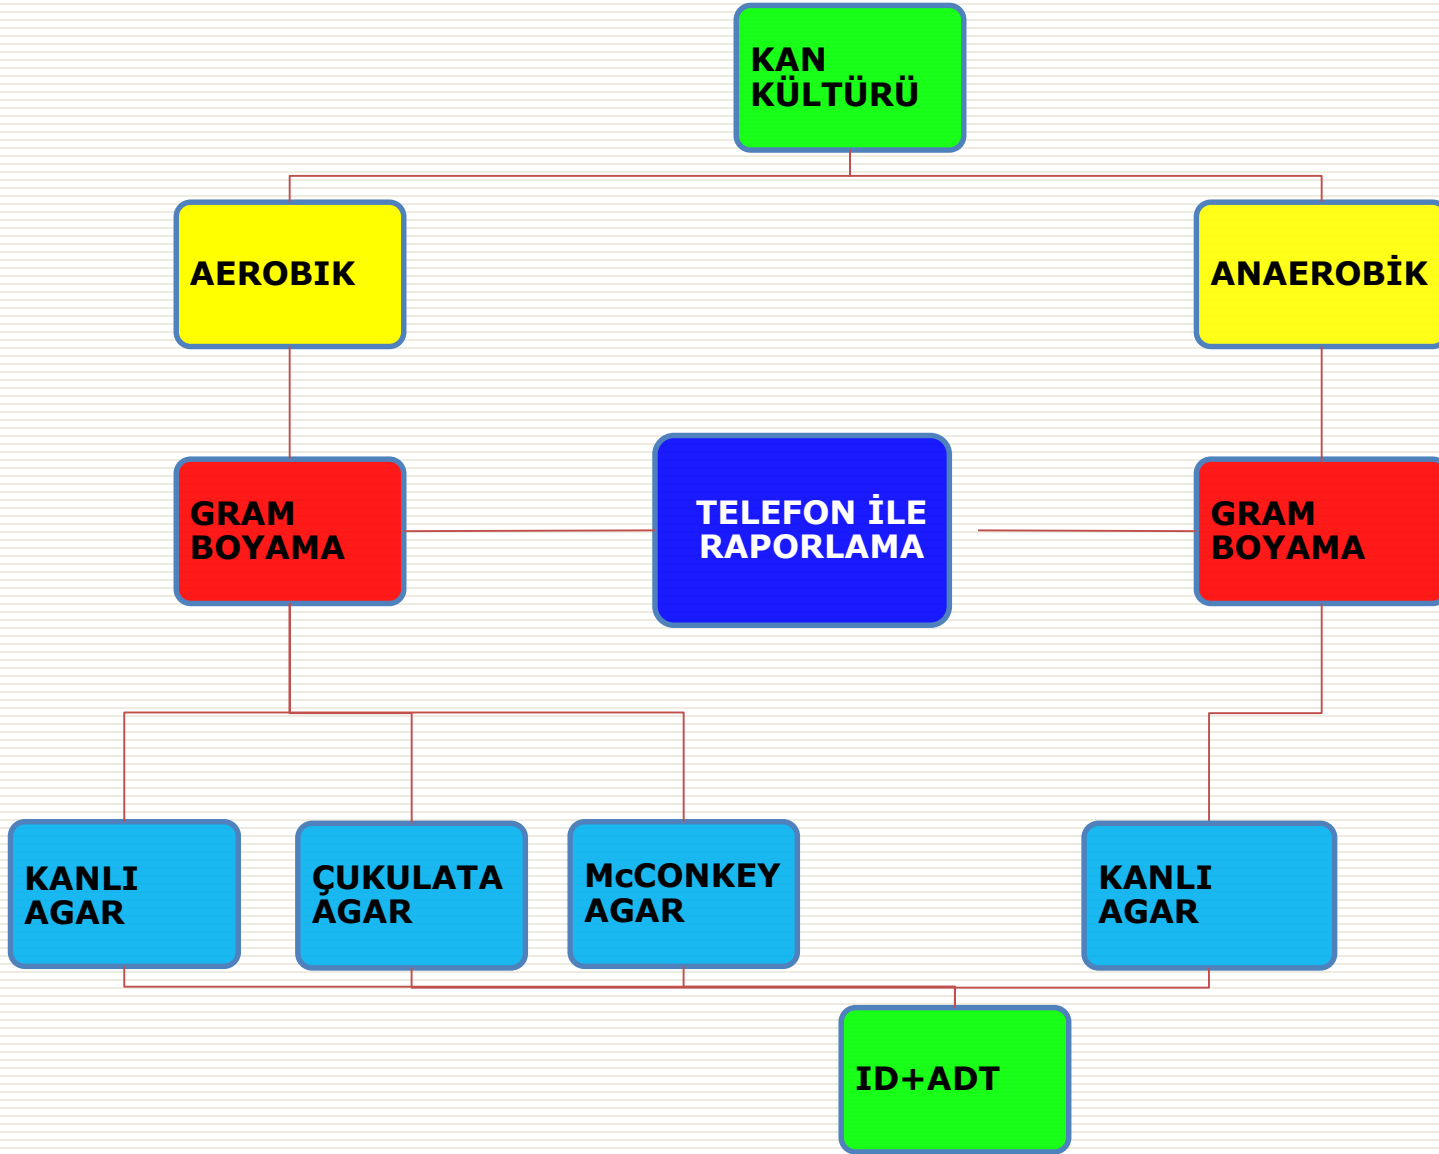 KAN
KÜLTÜRÜ
AEROBIK
ANAEROBİK
GRAM
BOYAMA
TELEFON İLE
RAPORLAMA
GRAM
BOYAMA
KANLI
AGAR
ÇUKULATA
AGAR
McCONKEY
AGAR
KANLI
AGAR
ID+ADT